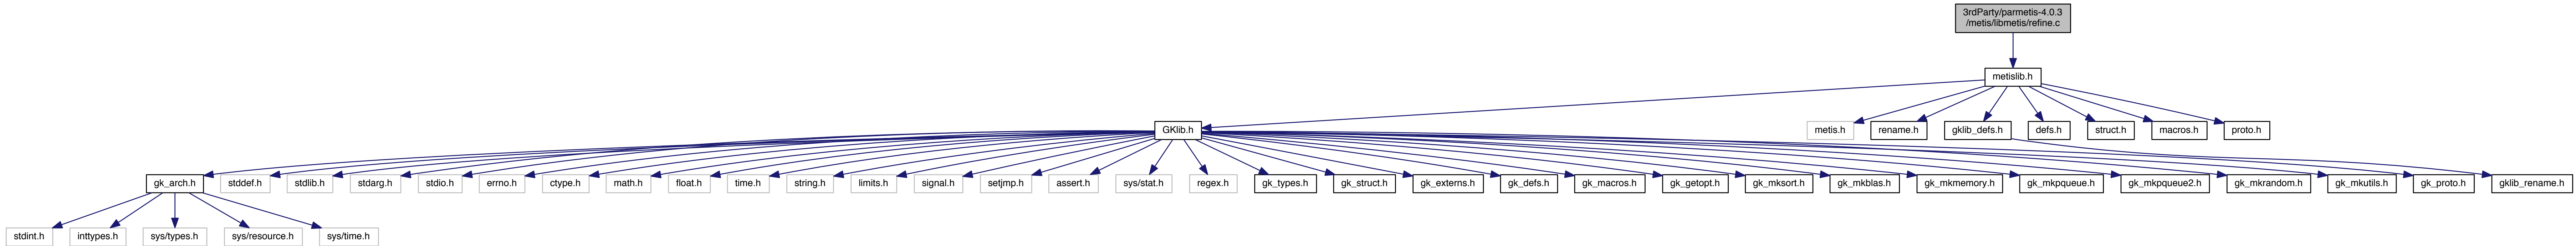 3rdParty/parmetis-4.0.3
/metis/libmetis/refine.c
metislib.h
GKlib.h
metis.h
rename.h
gklib_defs.h
defs.h
struct.h
macros.h
proto.h
gk_arch.h
stddef.h
stdlib.h
stdarg.h
stdio.h
errno.h
ctype.h
math.h
float.h
time.h
string.h
limits.h
signal.h
setjmp.h
assert.h
sys/stat.h
regex.h
gk_types.h
gk_struct.h
gk_externs.h
gk_defs.h
gk_macros.h
gk_getopt.h
gk_mksort.h
gk_mkblas.h
gk_mkmemory.h
gk_mkpqueue.h
gk_mkpqueue2.h
gk_mkrandom.h
gk_mkutils.h
gk_proto.h
gklib_rename.h
stdint.h
inttypes.h
sys/types.h
sys/resource.h
sys/time.h